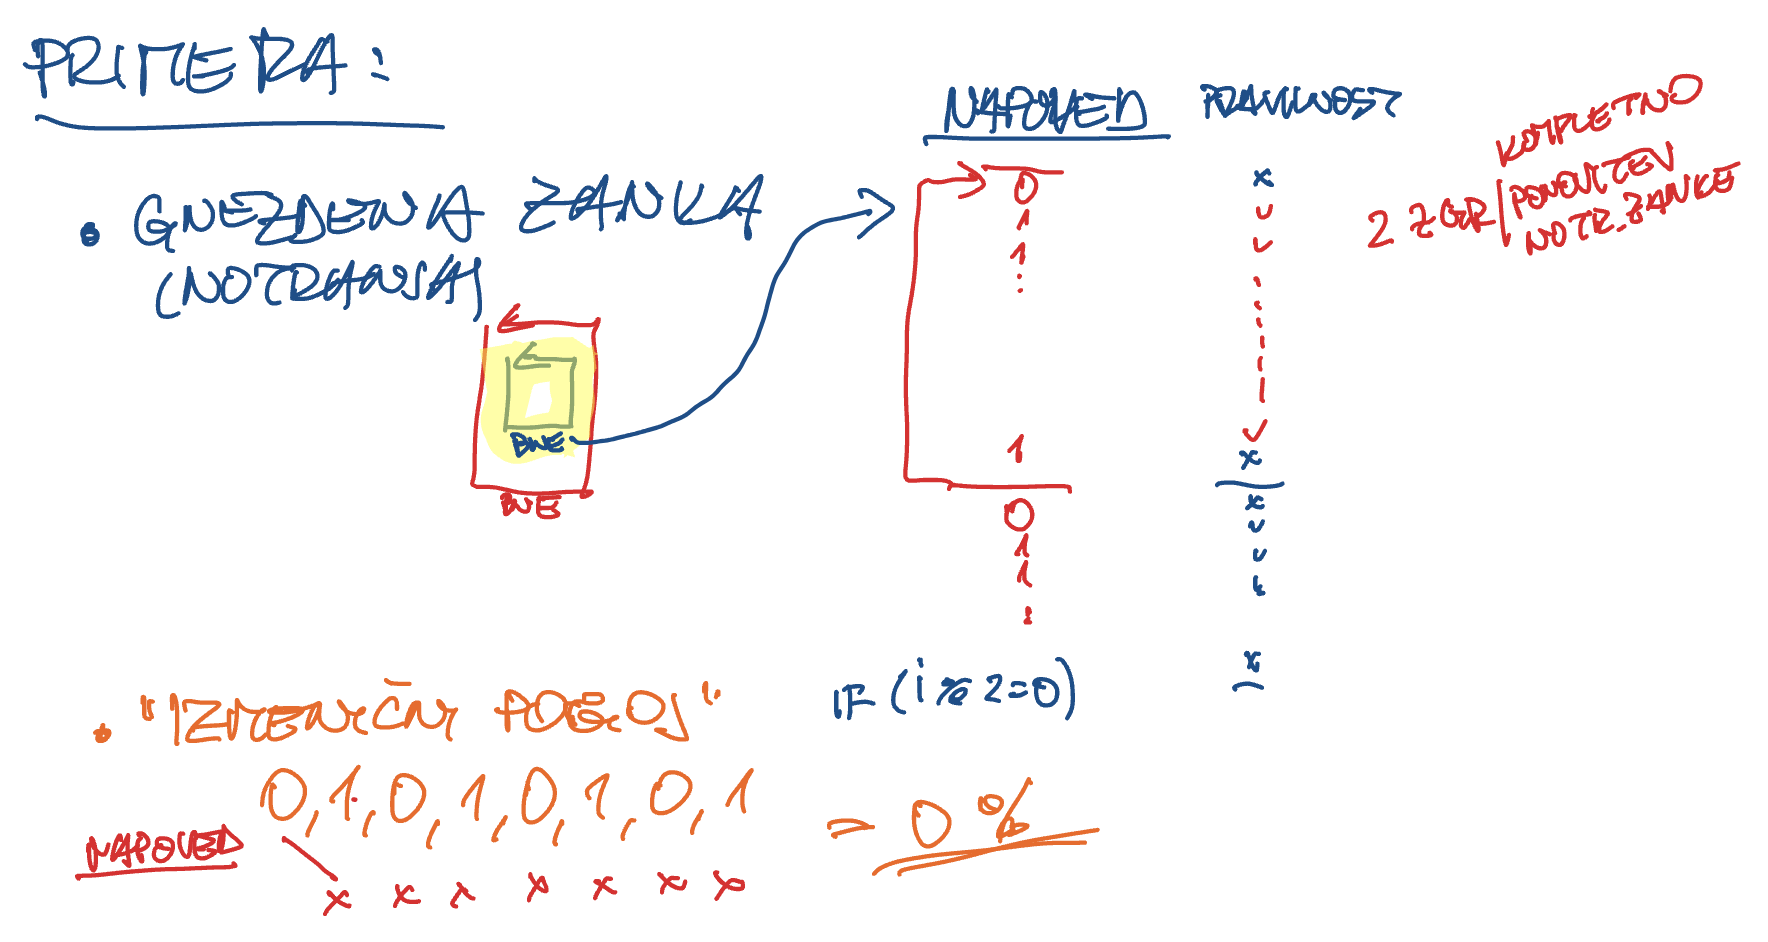 PRIMERA:
• GNEZDENA ZANKA
(NOTRANJA)
BNE
BNE
NAPOVED
0
1
1
:
1
0
1
1
:
PRAVILNOST
x
✓
✓
✓
x
x
✓
✓
x
KOMPLETNO
2 ZGR/PONOVITEV
NOTR. ZANKE
• "IZMENIČNI POGOJ"
IF (i % 2=0)
0,1,0,1,0,1,0,1
= 0 %
NAPOVED
x x x x x x x